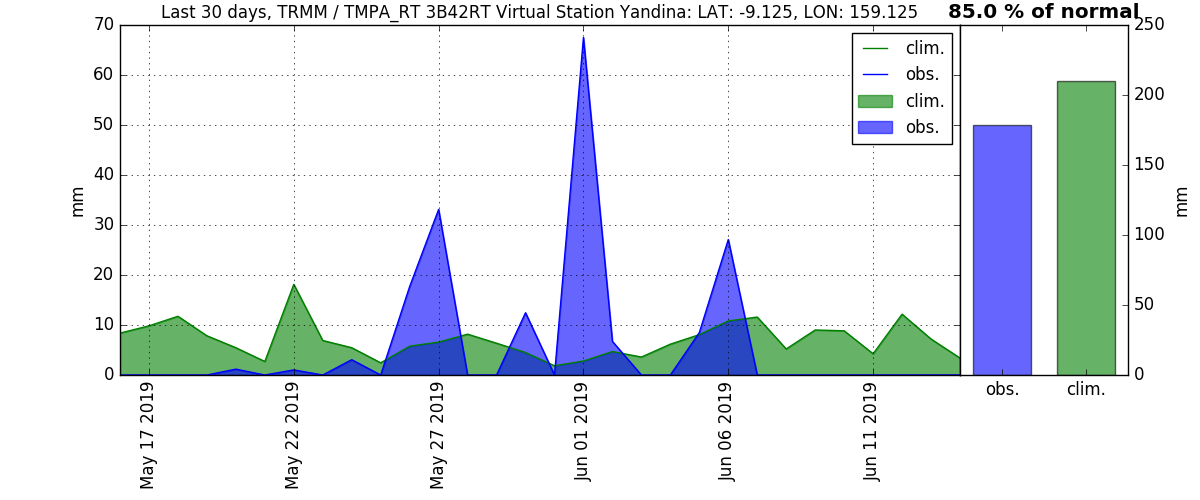 Last 30 days, TRMM / TMPA_RT 3B42RT Virtual Station Yandina: LAT: -9.125, LON: 159.125
85.0 % of normal
70
60
50
40
30
20
10
0
mm
clim.
obs.
clim.
obs.
May 17 2019
May 22 2019
May 27 2019
Jun 01 2019
Jun 06 2019
Jun 11 2019
250
200
150
100
50
0
mm
obs.
clim.